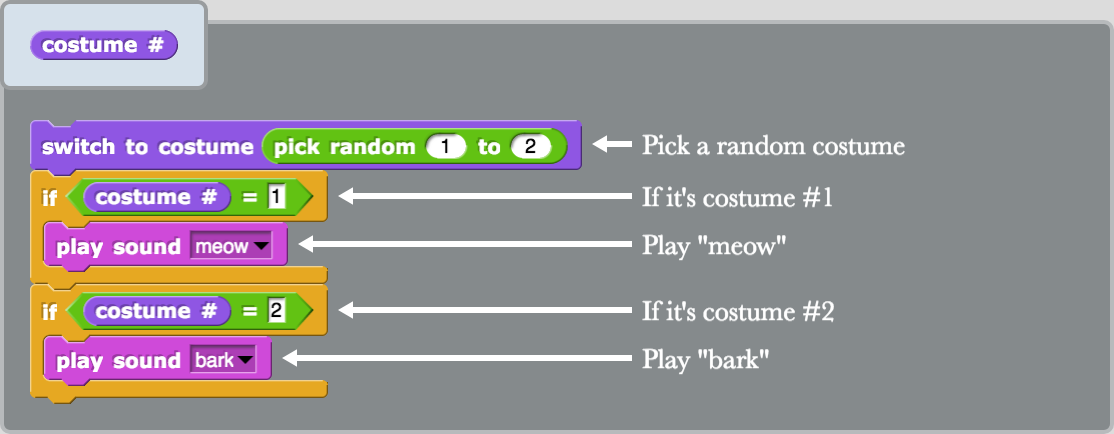 costume #
switch to costume pick random 1 to 2
Pick a random costume
if costume # = 1
If it's costume #1
play sound meow
Play "meow"
if costume # = 2
If it's costume #2
play sound bark
Play "bark"